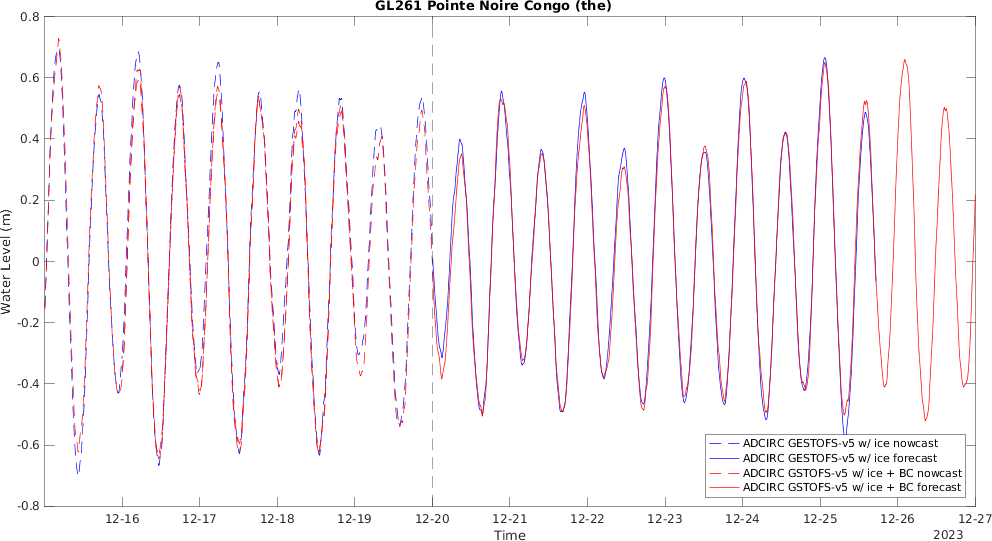 GL261 Pointe Noire Congo (the)
0.8
0.6
0.4
0.2
0
-0.2
-0.4
-0.6
-0.8
Water Level (m)
ADCIRC GESTOFS-v5 w/ ice nowcast
ADCIRC GESTOFS-v5 w/ ice forecast
ADCIRC GSTOFS-v5 w/ ice + BC nowcast
ADCIRC GSTOFS-v5 w/ ice + BC forecast
12-16 12-17 12-18 12-19 12-20 12-21 12-22 12-23 12-24 12-25 12-26 12-27
Time
2023